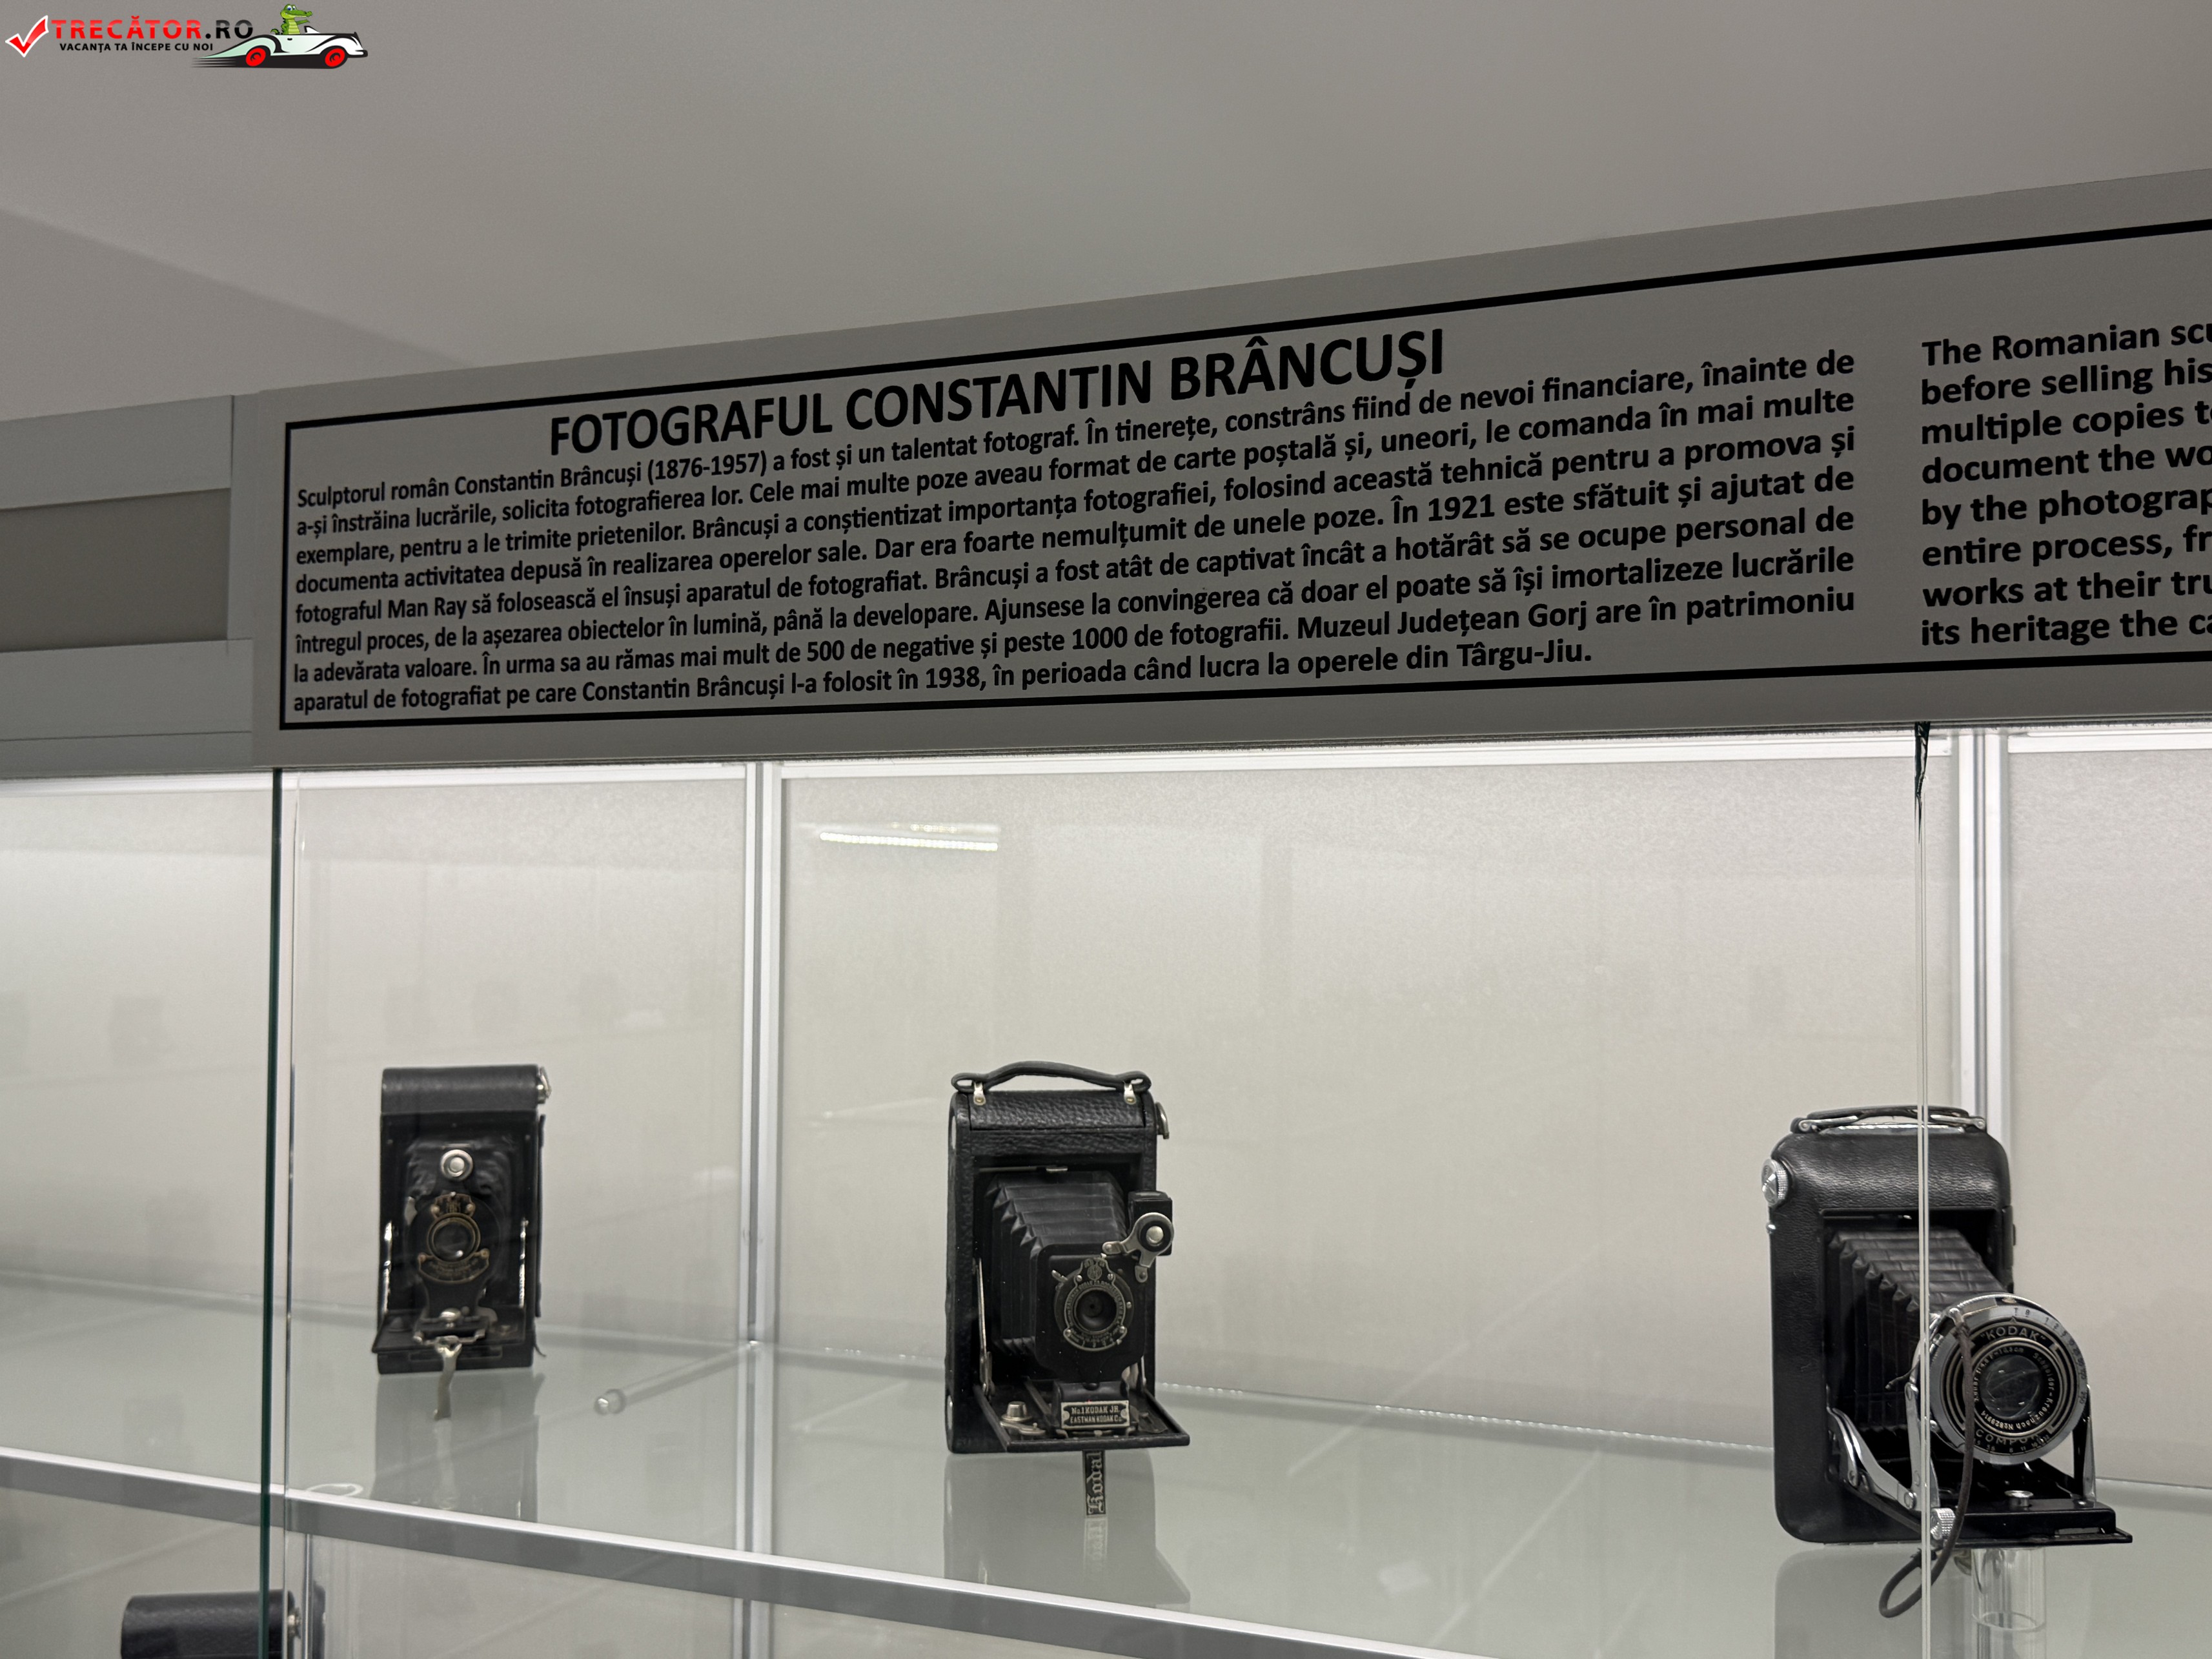 TRECĂTOR.RO
VACANȚA TA ÎNCEPE CU NOI
FOTOGRAFUL CONSTANTIN BRÂNCUȘI
Sculptorul român Constantin Brâncuși (1876-1957) a fost și un talentat fotograf. În tinerețe, constrâns fiind de nevoi financiare, înainte de
a-și înstrăina lucrările, solicita fotografierea lor. Cele mai multe poze aveau format de carte poștală și, uneori, le comanda în mai multe
exemplare, pentru a le trimite prietenilor. Brâncuși a conștientizat importanța fotografiei, folosind această tehnică pentru a promova și
documenta activitatea depusă în realizarea operelor sale. Dar era foarte nemulțumit de unele poze. În 1921 este sfătuit și ajutat de
fotograful Man Ray să folosească el însuși aparatul de fotografiat. Brâncuși a fost atât de captivat încât a hotărât să se ocupe personal de
întregul proces, de la așezarea obiectelor în lumină, până la developare. Ajunsese la convingerea că doar el poate să își imortalizeze lucrările
la adevărata valoare. În urma sa au rămas mai mult de 500 de negative și peste 1000 de fotografii. Muzeul Județean Gorj are în patrimoniu
aparatul de fotografiat pe care Constantin Brâncuși l-a folosit în 1938, în perioada când lucra la operele din Târgu-Jiu.
The Romanian
before selling his
multiple copies
document the
by the
entire process,
works at their
its heritage the
No1 KODAK JR.
EASTMAN KODAK Co.
Kodak
"KODAK"
COMPUR